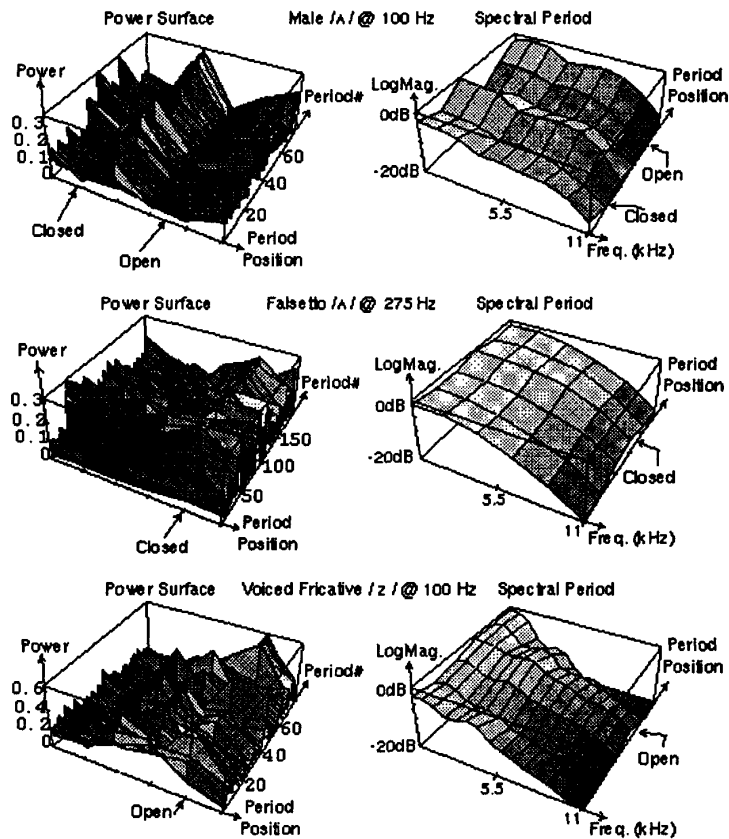 Power Surface Male /ʌ/ @ 100 Hz Spectral Period
Power
0.3
0.2
0.1
0
Period#
60
40
20
Period
Position
Closed
Open
LogMag.
0dB
-20dB
Period
Position
Open
Closed
5.5
11
Freq. (kHz)
Power Surface Falsetto /ʌ/ @ 275 Hz Spectral Period
Power
0.3
0.2
0.1
0
Period#
150
100
50
Period
Position
Closed
LogMag.
0dB
-20dB
Period
Position
Closed
5.5
11
Freq. (kHz)
Power Surface Voiced Fricative /z/ @ 100 Hz Spectral Period
Power
0.6
0.4
0.2
0
Period#
60
40
20
Period
Position
Open
LogMag.
0dB
-20dB
Period
Position
Open
5.5
11
Freq. (kHz)